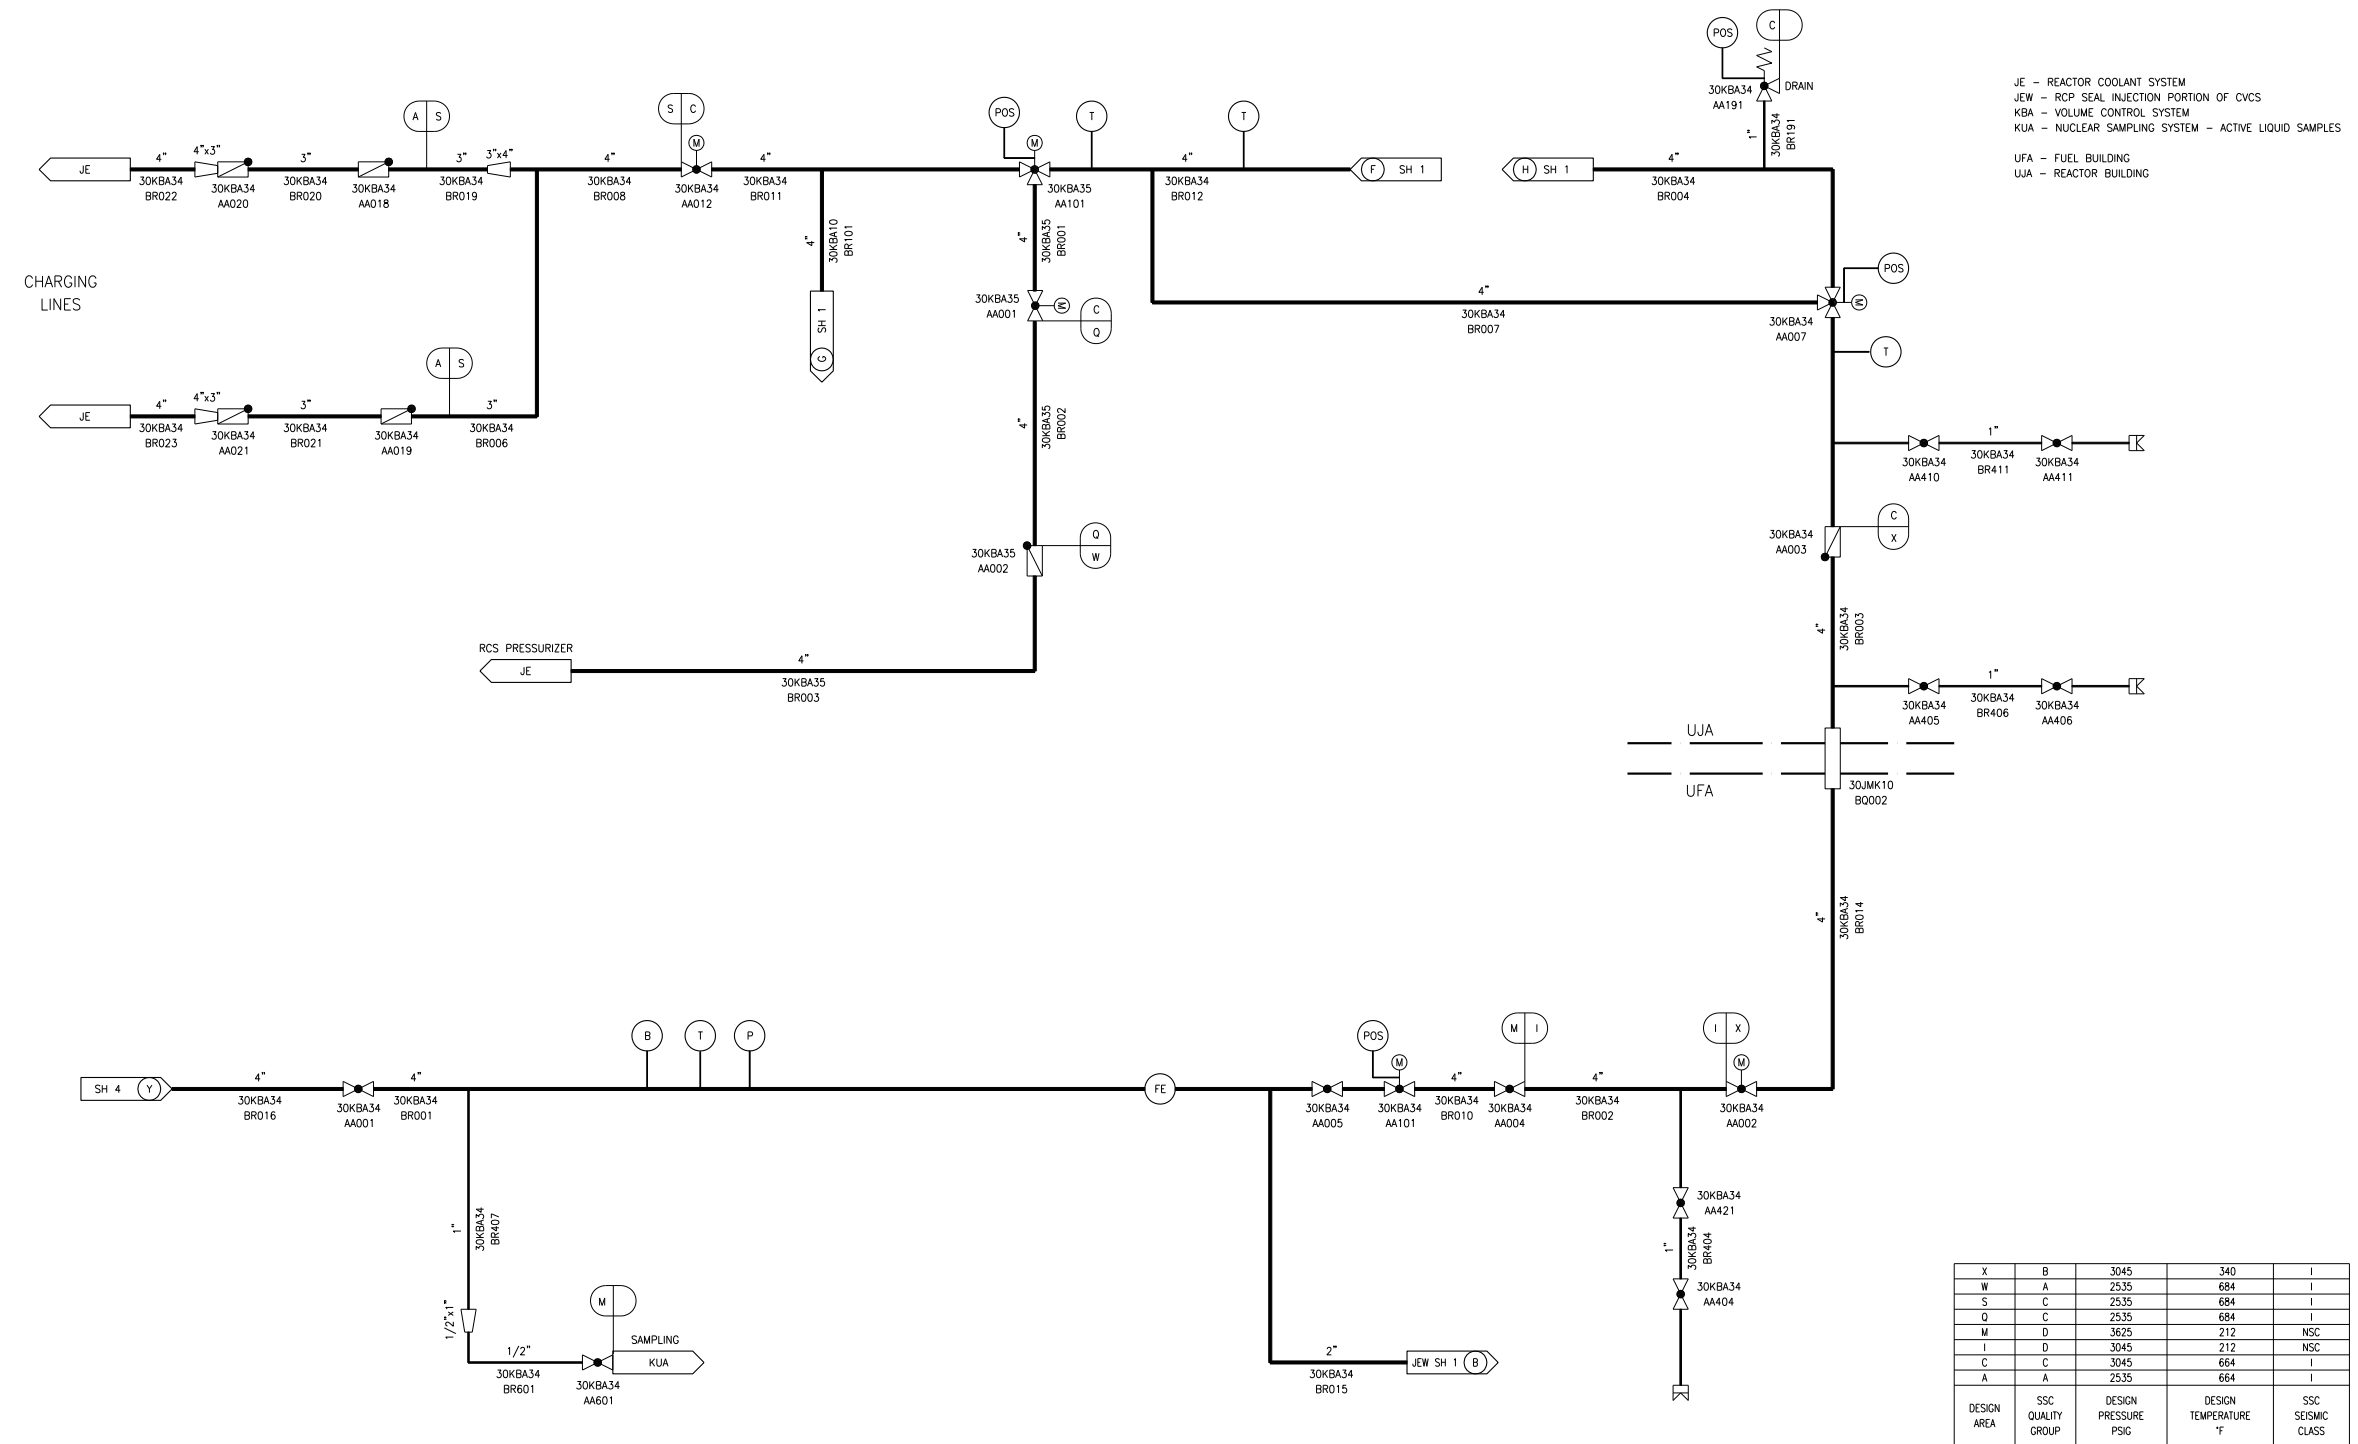 C
POS
DRAIN
30KBA34
AA191
1"
30KBA34
BR191
JE – REACTOR COOLANT SYSTEM
JEW – RCP SEAL INJECTION PORTION OF CVCS
KBA – VOLUME CONTROL SYSTEM
KUA – NUCLEAR SAMPLING SYSTEM – ACTIVE LIQUID SAMPLES
UFA – FUEL BUILDING
UJA – REACTOR BUILDING
A S
S C
M
POS
M
T
T
JE
4"
30KBA34
BR022
4"x3"
30KBA34
AA020
3"
30KBA34
BR020
30KBA34
AA018
3"
30KBA34
BR019
3"x4"
4"
30KBA34
BR008
30KBA34
AA012
4"
30KBA34
BR011
30KBA35
AA101
4"
30KBA34
BR012
F SH 1
H SH 1
4"
30KBA34
BR004
4"
30KBA10
BR101
SH 1
G
4"
30KBA35
BR001
CHARGING
LINES
30KBA35
AA001
M
C
Q
4"
30KBA34
BR007
POS
M
30KBA34
AA007
T
A S
JE
4"
30KBA34
BR023
4"x3"
30KBA34
AA021
3"
30KBA34
BR021
30KBA34
AA019
3"
30KBA34
BR006
4"
30KBA35
BR002
30KBA34
AA410
1"
30KBA34
BR411
30KBA34
AA411
30KBA35
AA002
Q
W
30KBA34
AA003
C
X
4"
30KBA34
BR003
RCS PRESSURIZER
JE
4"
30KBA35
BR003
30KBA34
AA405
1"
30KBA34
BR406
30KBA34
AA406
UJA
UFA
30JMK10
BQ002
4"
30KBA34
BR014
B
T
P
POS
M
M I
I X
M
SH 4 Y
4"
30KBA34
BR016
30KBA34
AA001
4"
30KBA34
BR001
FE
30KBA34
AA005
30KBA34
AA101
4"
30KBA34
BR010
30KBA34
AA004
4"
30KBA34
BR002
30KBA34
AA002
1"
30KBA34
BR407
30KBA34
AA421
1"
30KBA34
BR404
30KBA34
AA404
1/2"x1"
M
SAMPLING
KUA
1/2"
30KBA34
BR601
30KBA34
AA601
2"
30KBA34
BR015
JEW SH 1 B
X B 3045 340 I
W A 2535 684 I
S C 2535 684 I
Q C 2535 684 I
M D 3625 212 NSC
I D 3045 212 NSC
C C 3045 664 I
A A 2535 664 I
DESIGN
AREA
SSC
QUALITY
GROUP
DESIGN
PRESSURE
PSIG
DESIGN
TEMPERATURE
°F
SSC
SEISMIC
CLASS